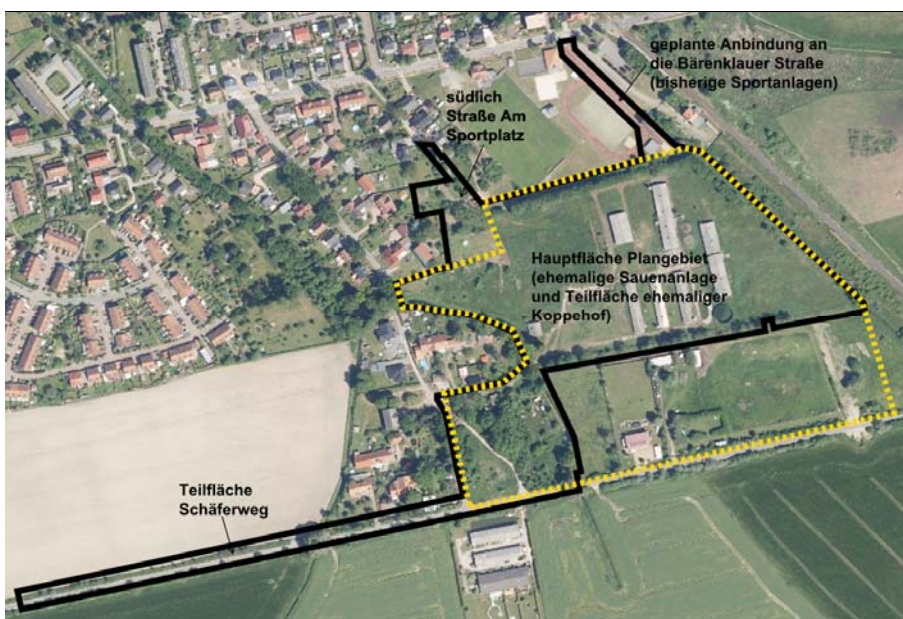 geplante Anbindung an
die Bärenklauer Straße
(bisherige Sportanlagen)
südlich
Straße Am
Sportplatz
Hauptfläche Plangebiet
(ehemalige Sauenanlage
und Teilfläche ehemaliger
Koppehof)
Teilfläche
Schäferweg